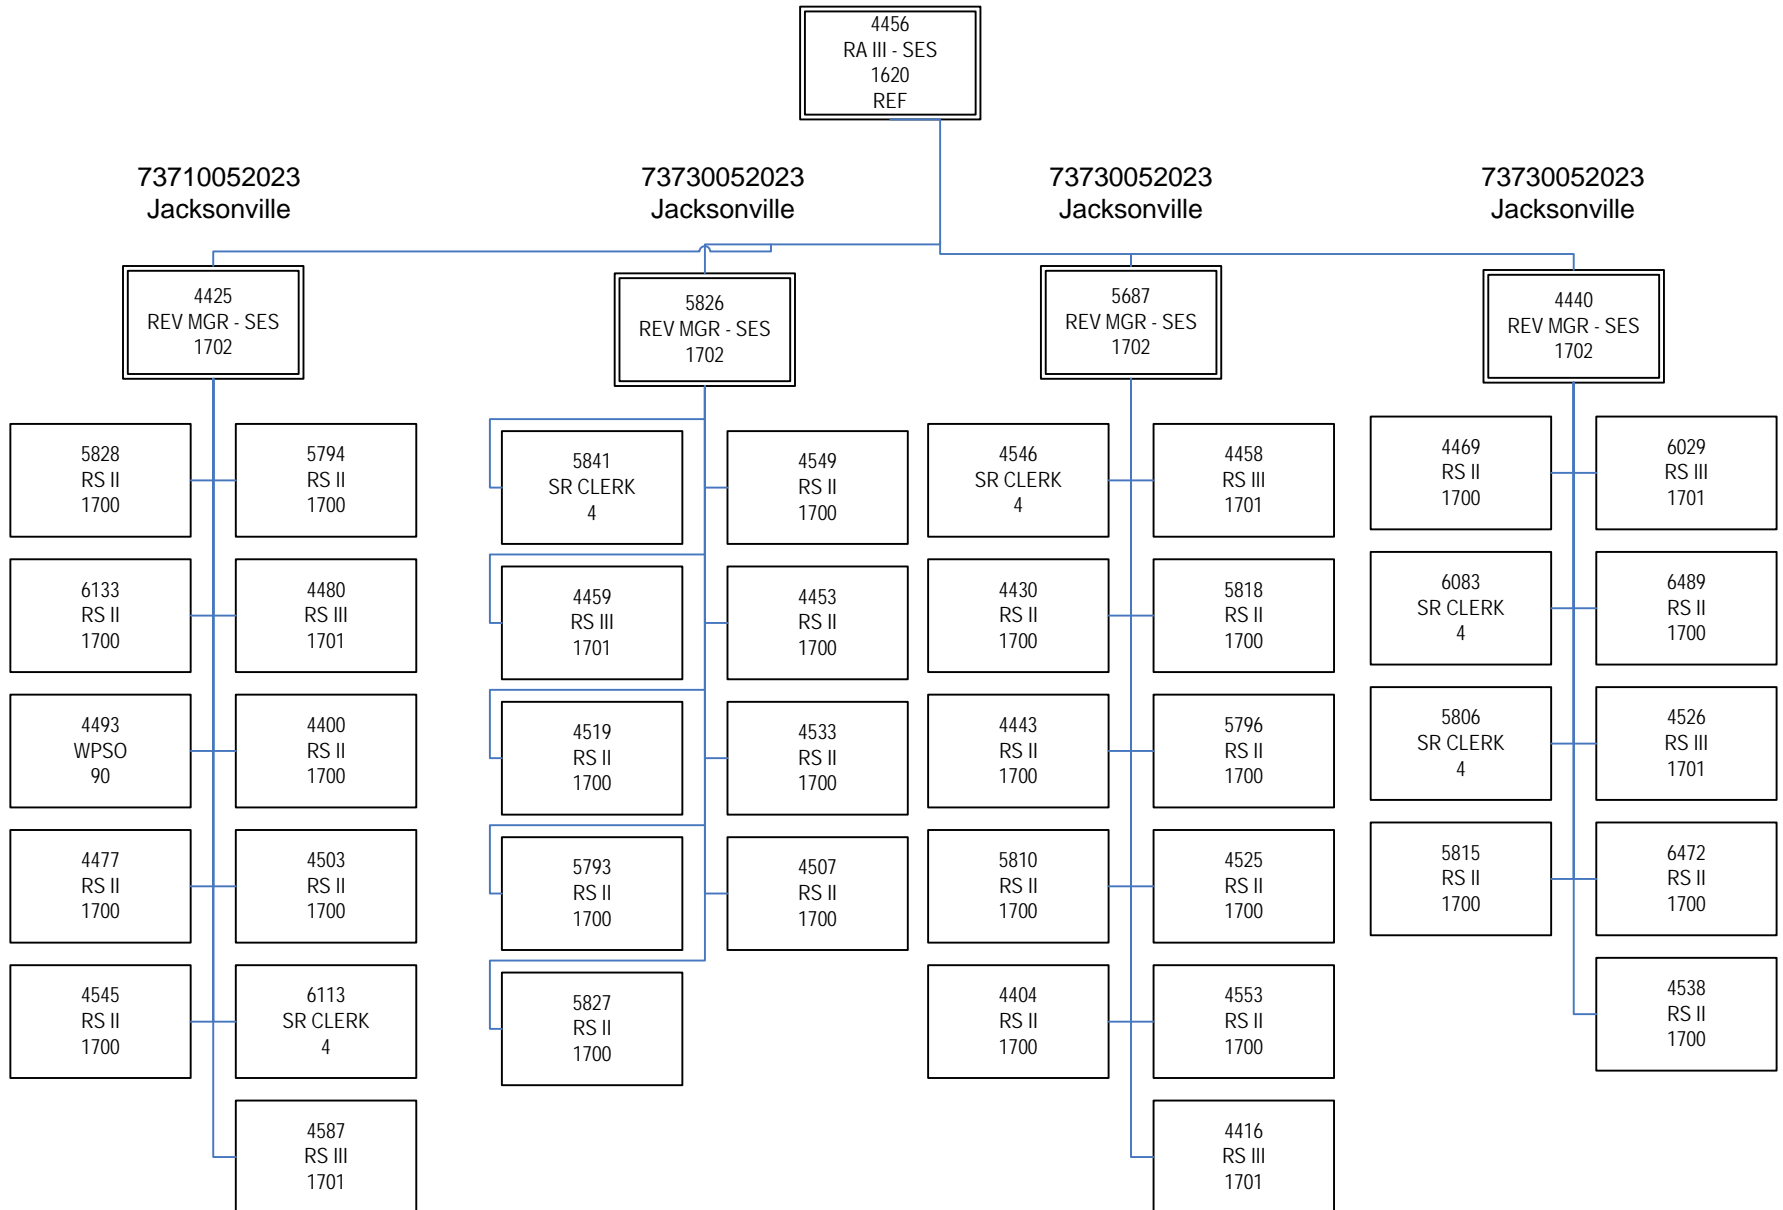 4456
RA III - SES
1620
REF
73710052023
Jacksonville
73730052023
Jacksonville
73730052023
Jacksonville
73730052023
Jacksonville
4425
REV MGR - SES
1702
5826
REV MGR - SES
1702
5687
REV MGR - SES
1702
4440
REV MGR - SES
1702
5828
RS II
1700
5794
RS II
1700
5841
SR CLERK
4
4549
RS II
1700
4546
SR CLERK
4
4458
RS III
1701
4469
RS II
1700
6029
RS III
1701
6133
RS II
1700
4480
RS III
1701
4459
RS III
1701
4453
RS II
1700
4430
RS II
1700
5818
RS II
1700
6083
SR CLERK
4
6489
RS II
1700
4493
WPSO
90
4400
RS II
1700
4519
RS II
1700
4533
RS II
1700
4443
RS II
1700
5796
RS II
1700
5806
SR CLERK
4
4526
RS III
1701
4477
RS II
1700
4503
RS II
1700
5793
RS II
1700
4507
RS II
1700
5810
RS II
1700
4525
RS II
1700
5815
RS II
1700
6472
RS II
1700
4545
RS II
1700
6113
SR CLERK
4
5827
RS II
1700
4404
RS II
1700
4553
RS II
1700
4538
RS II
1700
4587
RS III
1701
4416
RS III
1701